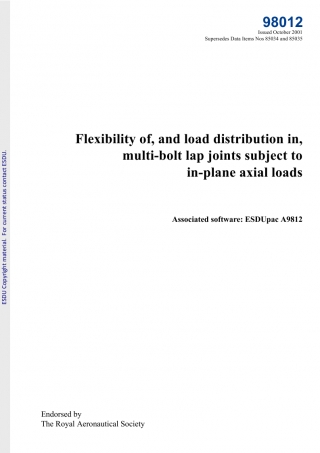 98012
Issued October 2001
Supersedes Data Items Nos 85034 and 85035
Flexibility of, and load distribution in,
multi-bolt lap joints subject to
in-plane axial loads
Associated software: ESDUpac A9812
ESDU Copyright material. For current status contact ESDU.
Endorsed by
The Royal Aeronautical Society